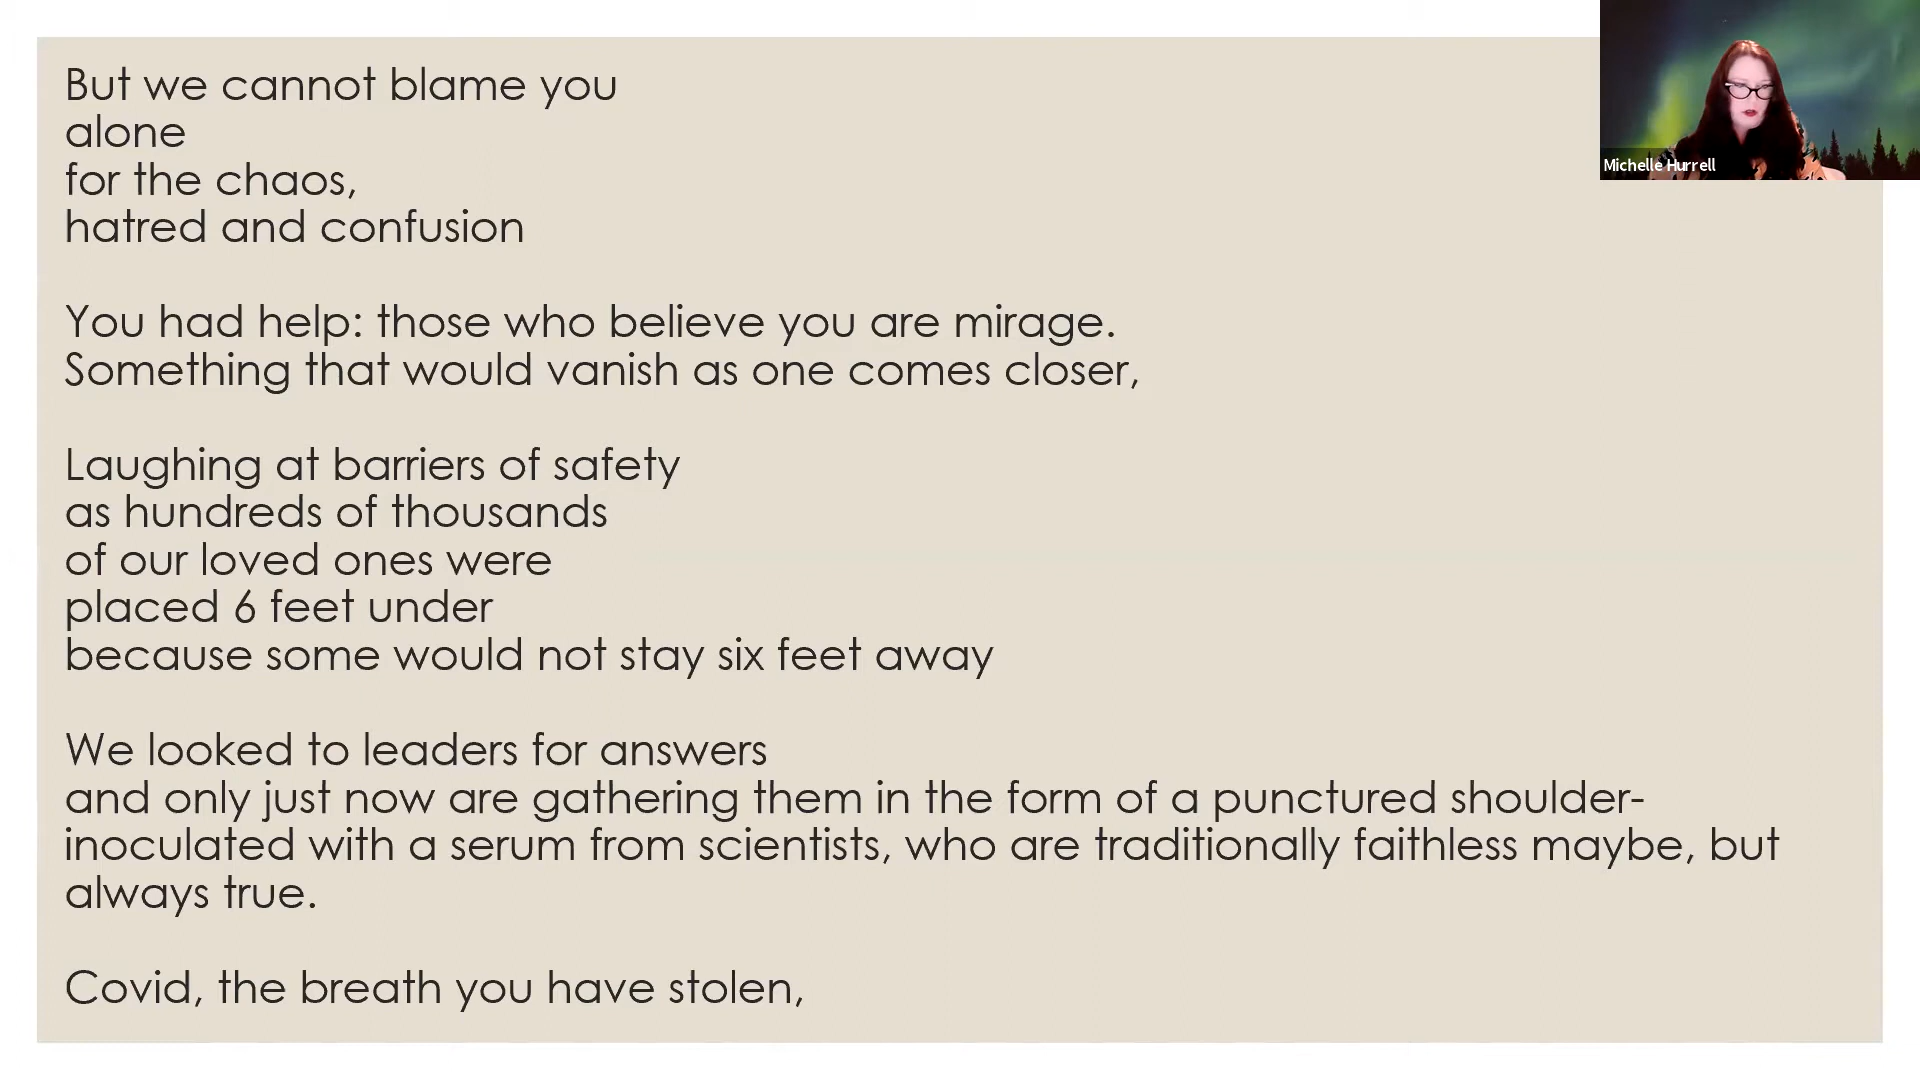 But we cannot blame you
alone
for the chaos,
hatred and confusion
You had help: those who believe you are mirage.
Something that would vanish as one comes closer,
Laughing at barriers of safety
as hundreds of thousands
of our loved ones were
placed 6 feet under
because some would not stay six feet away
We looked to leaders for answers
and only just now are gathering them in the form of a punctured shoulder-
inoculated with a serum from scientists, who are traditionally faithless maybe, but
always true.
Covid, the breath you have stolen,
Michelle Hurrell